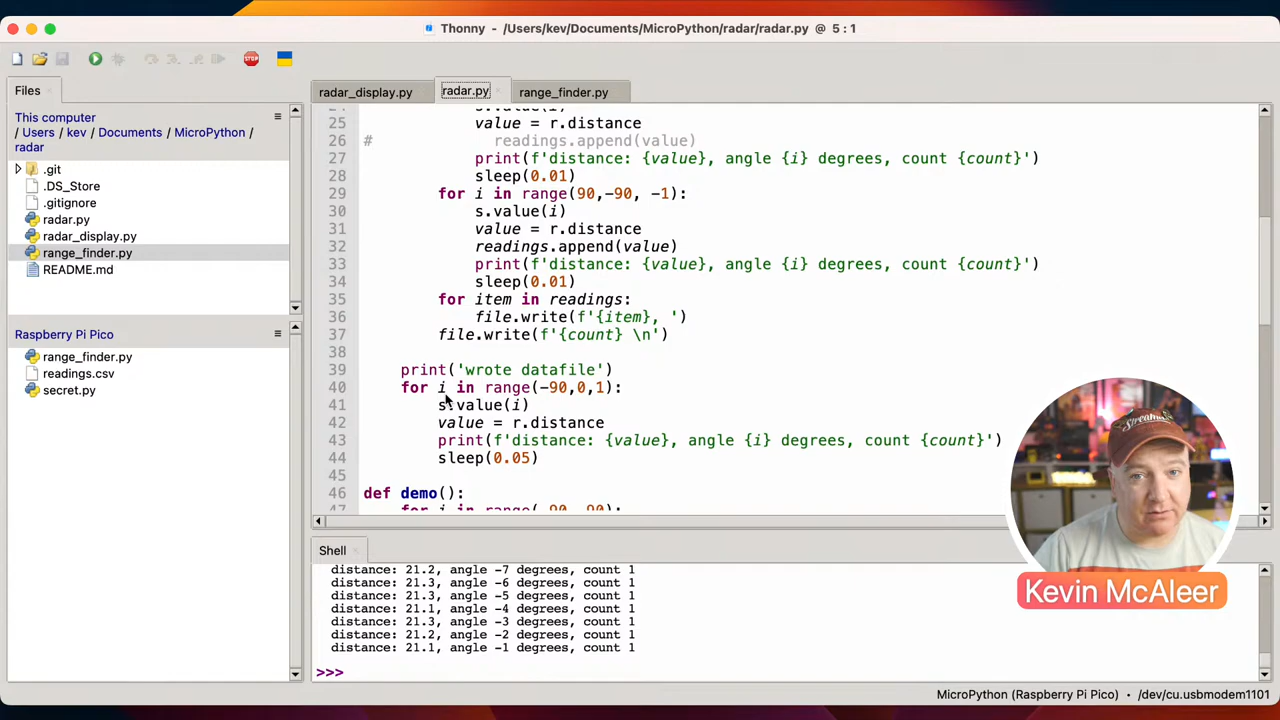 Thonny - /Users/kev/Documents/MicroPython/radar/radar.py @ 5:1
STOP
Files
This computer
/ Users / kev / Documents / MicroPython /
radar
.git
.DS_Store
.gitignore
radar.py
radar_display.py
range_finder.py
README.md
Raspberry Pi Pico
range_finder.py
readings.csv
secret.py
radar_display.py radar.py range_finder.py
24 s.value(i)
25 value = r.distance
26 # readings.append(value)
27 print(f'distance: {value}, angle {i} degrees, count {count}')
28 sleep(0.01)
29 for i in range(90,-90, -1):
30 s.value(i)
31 value = r.distance
32 readings.append(value)
33 print(f'distance: {value}, angle {i} degrees, count {count}')
34 sleep(0.01)
35 for item in readings:
36 file.write(f'{item}, ')
37 file.write(f'{count} \n')
38
39 print('wrote datafile')
40 for i in range(-90,0,1):
41 s.value(i)
42 value = r.distance
43 print(f'distance: {value}, angle {i} degrees, count {count}')
44 sleep(0.05)
45
46 def demo():
47 for i in range(-90, 90):
Shell
distance: 21.2, angle -7 degrees, count 1
distance: 21.3, angle -6 degrees, count 1
distance: 21.3, angle -5 degrees, count 1
distance: 21.1, angle -4 degrees, count 1
distance: 21.3, angle -3 degrees, count 1
distance: 21.2, angle -2 degrees, count 1
distance: 21.1, angle -1 degrees, count 1
>>>
Kevin McAleer
MicroPython (Raspberry Pi Pico) • /dev/cu.usbmodem1101